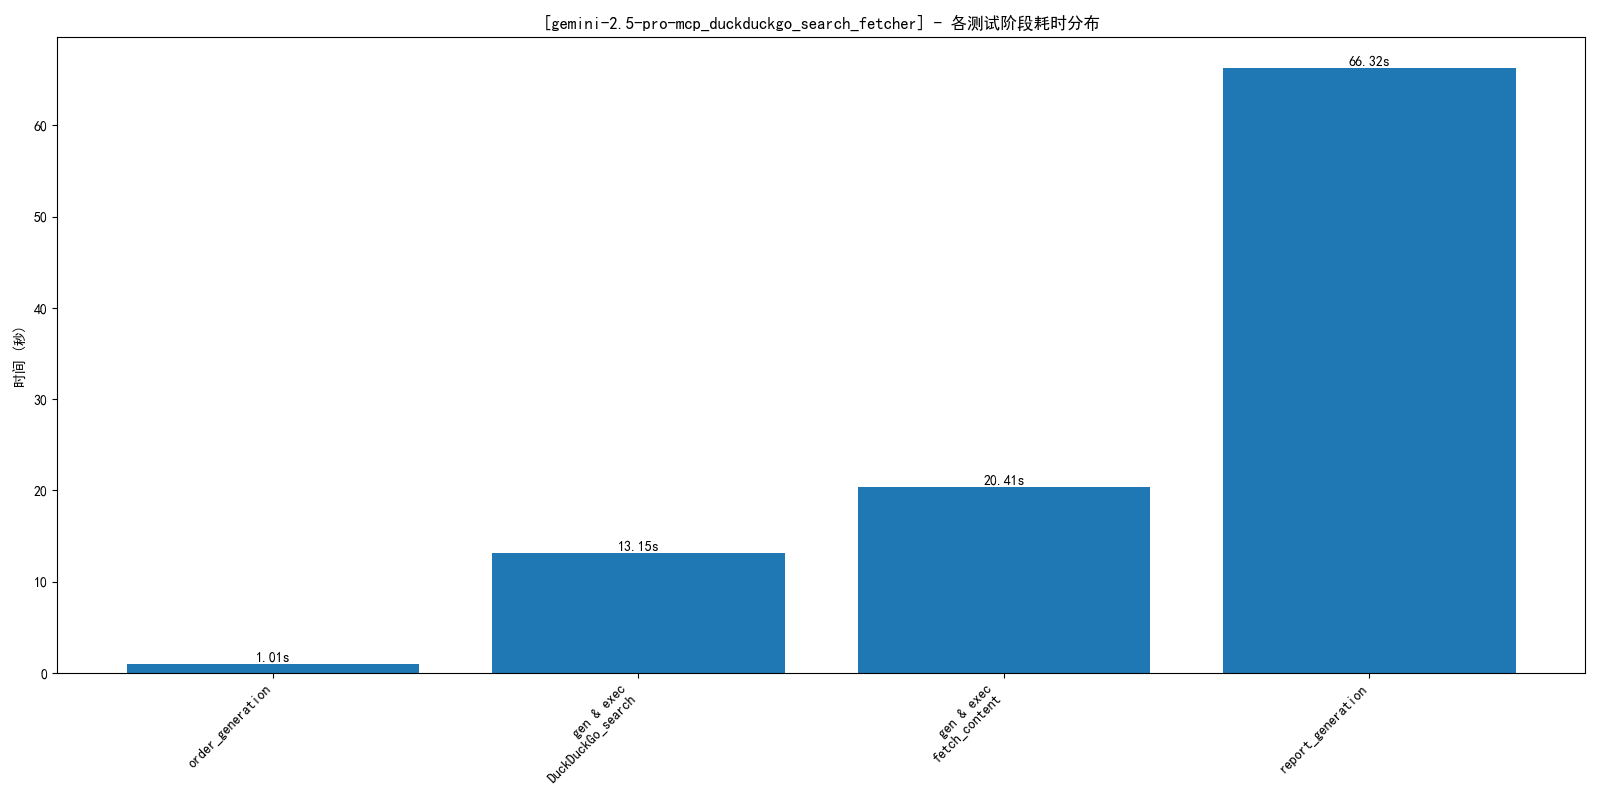 [gemini-2.5-pro-mcp_duckduckgo_search_fetcher] - 各测试阶段耗时分布
时间 (秒)
60
50
40
30
20
10
0
1.01s
13.15s
20.41s
66.32s
order_generation
gen & exec
DuckDuckGo_search
gen & exec
fetch_content
report_generation